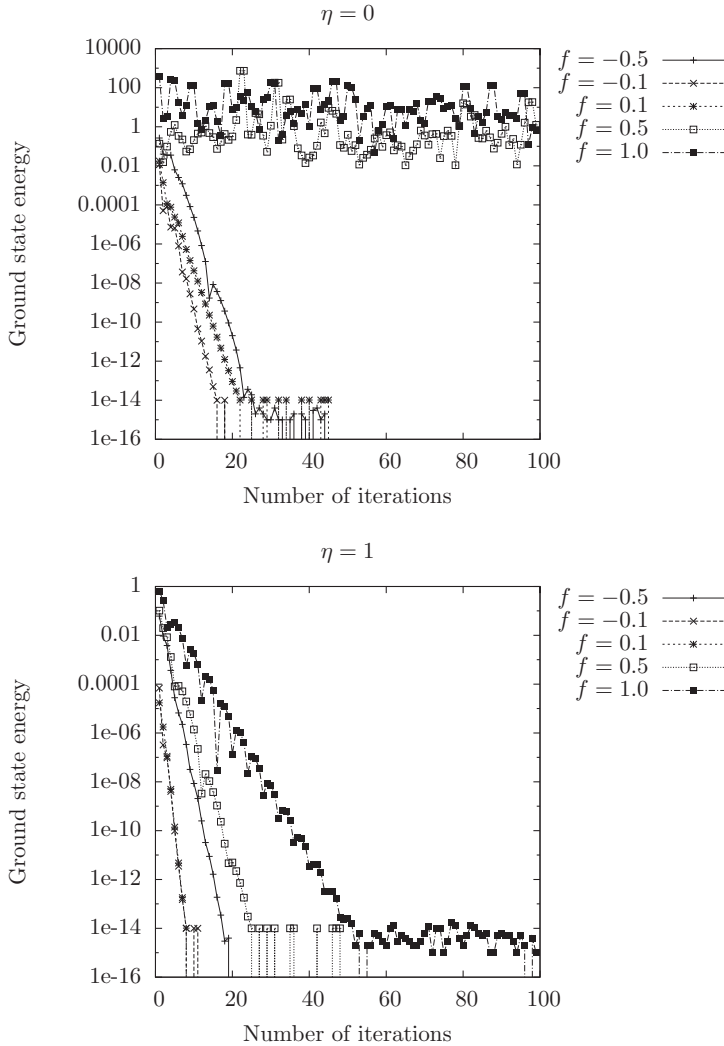 η = 0
10000
100
1
0.01
0.0001
1e-06
1e-08
1e-10
1e-12
1e-14
1e-16
Ground state energy
0 20 40 60 80 100
Number of iterations
f = −0.5
f = −0.1
f = 0.1
f = 0.5
f = 1.0
η = 1
1
0.01
0.0001
1e-06
1e-08
1e-10
1e-12
1e-14
1e-16
Ground state energy
0 20 40 60 80 100
Number of iterations
f = −0.5
f = −0.1
f = 0.1
f = 0.5
f = 1.0